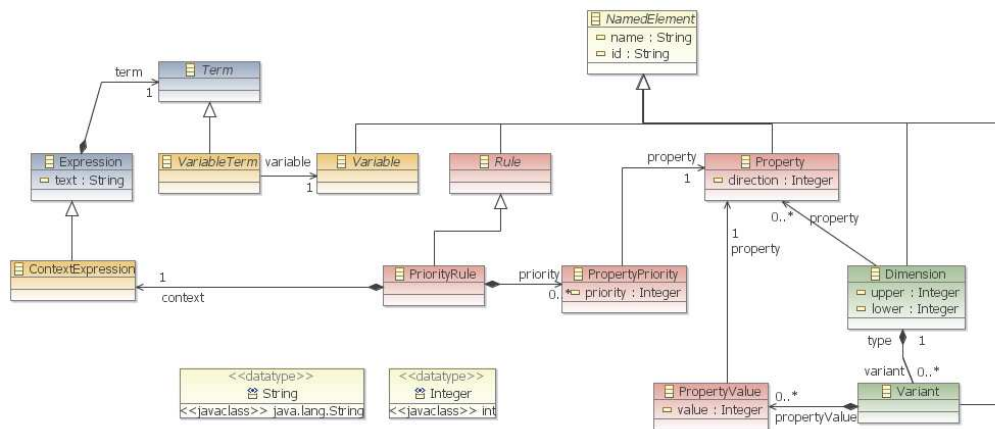 NamedElement
name : String
id : String
term
Term
1
Expression
text : String
VariableTerm
variable
1
Variable
Rule
property
1
Property
direction : Integer
0..*
property
1
property
ContextExpression
1
context
PriorityRule
priority
0..*
PropertyPriority
priority : Integer
Dimension
upper : Integer
lower : Integer
type
1
variant
0..*
<<datatype>>
String
<<javaclass>> java.lang.String
<<datatype>>
Integer
<<javaclass>> int
PropertyValue
value : Integer
0..*
propertyValue
Variant